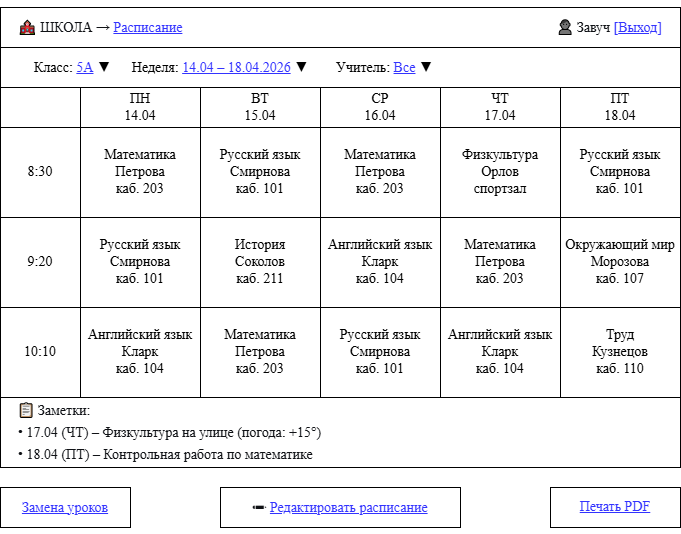 ШКОЛА → Расписание
Завуч [Выход]
Класс: 5А ▼ Неделя: 14.04 – 18.04.2026 ▼ Учитель: Все ▼
ПН ВТ СР ЧТ ПТ
14.04 15.04 16.04 17.04 18.04
Математика Русский язык Математика Физкультура Русский язык
8:30 Петрова Смирнова Петрова Орлов Смирнова
каб. 203 каб. 101 каб. 203 спортзал каб. 101
Русский язык История Английский язык Математика Окружающий мир
9:20 Смирнова Соколов Кларк Петрова Морозова
каб. 101 каб. 211 каб. 104 каб. 203 каб. 107
Английский язык Математика Русский язык Английский язык Труд
10:10 Кларк Петрова Смирнова Кларк Кузнецов
каб. 104 каб. 203 каб. 101 каб. 104 каб. 110
Заметки:
• 17.04 (ЧТ) – Физкультура на улице (погода: +15°)
• 18.04 (ПТ) – Контрольная работа по математике
Замена уроков
Редактировать расписание
Печать PDF